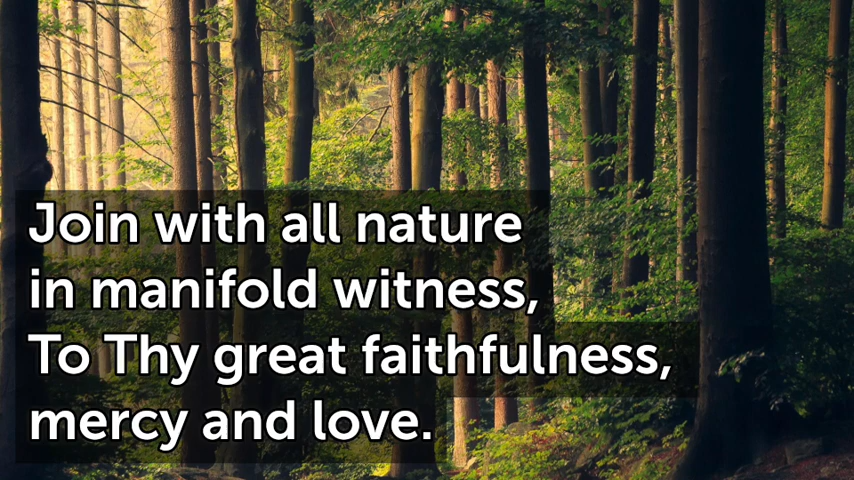 Join with all nature
in manifold witness,
To Thy great faithfulness,
mercy and love.